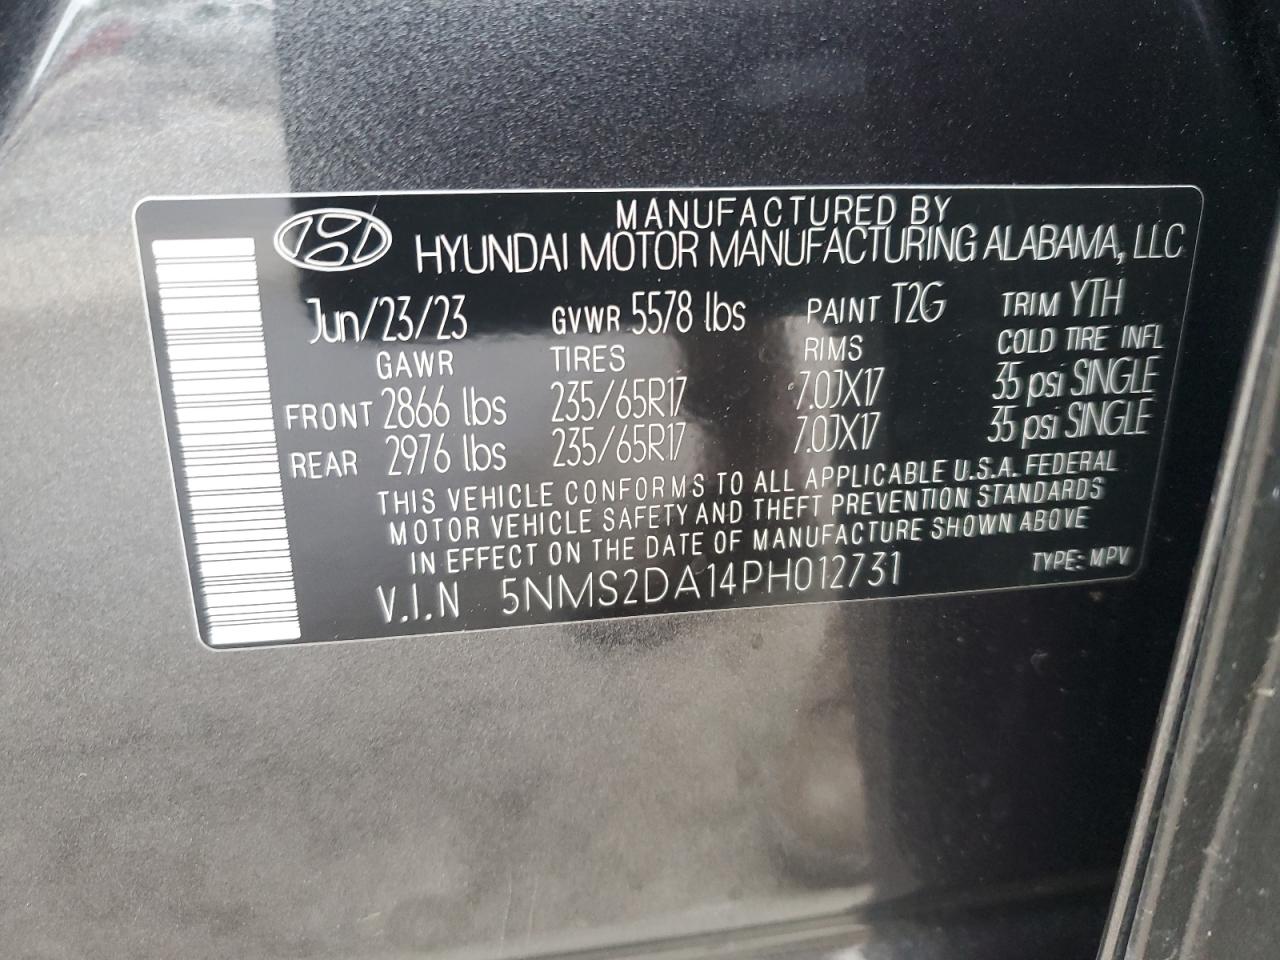 MANUFACTURED BY
HYUNDAI MOTOR MANUFACTURING ALABAMA, LLC
Jun/23/23 GVWR 5578 lbs PAINT T2G TRIM YTH
GAWR TIRES RIMS COLD TIRE INFL
FRONT 2866 lbs 235/65R17 7.0JX17 35 psi SINGLE
REAR 2976 lbs 235/65R17 7.0JX17 35 psi SINGLE
THIS VEHICLE CONFORMS TO ALL APPLICABLE U.S.A. FEDERAL
MOTOR VEHICLE SAFETY AND THEFT PREVENTION STANDARDS
IN EFFECT ON THE DATE OF MANUFACTURE SHOWN ABOVE
V.I.N 5NMS2DA14PH012731 TYPE: MPV